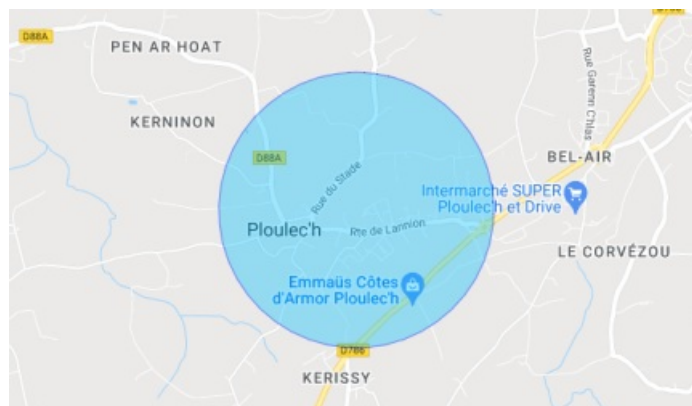 D788
D88A
PEN AR HOAT
Rue Garenn C'hlas
KERNINON
D88A
BEL-AIR
Rue du Stade
Intermarché SUPER
Ploulec'h et Drive
Ploulec'h
Rte de Lannion
LE CORVÉZOU
Emmaüs Côtes
d'Armor Ploulec'h
D786
KERISSY